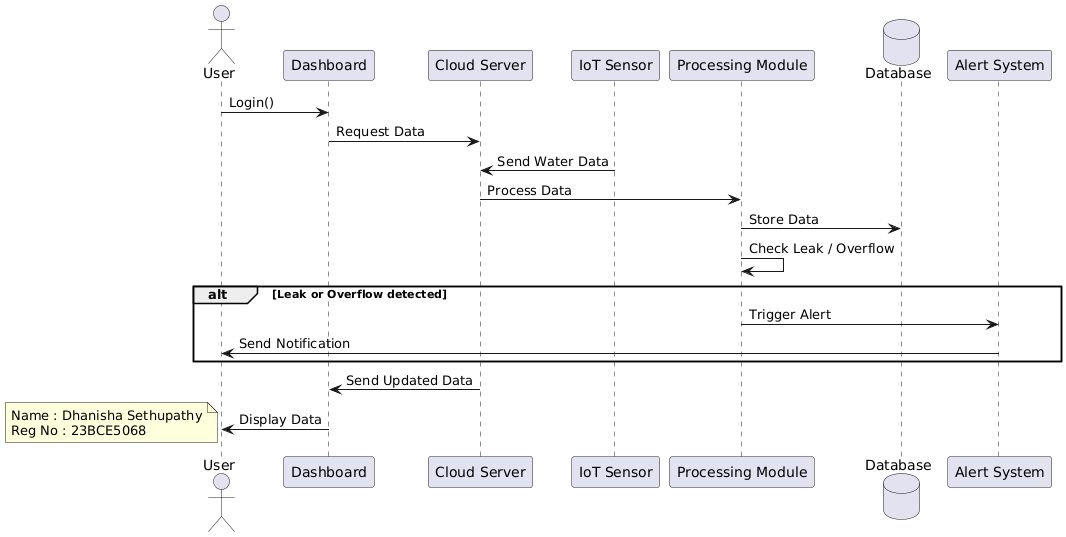 User
Dashboard
Cloud Server
IoT Sensor
Processing Module
Database
Alert System
Login()
Request Data
Send Water Data
Process Data
Store Data
Check Leak / Overflow
alt
[Leak or Overflow detected]
Trigger Alert
Send Notification
Send Updated Data
Display Data
Name : Dhanisha Sethupathy
Reg No : 23BCE5068
User
Dashboard
Cloud Server
IoT Sensor
Processing Module
Database
Alert System